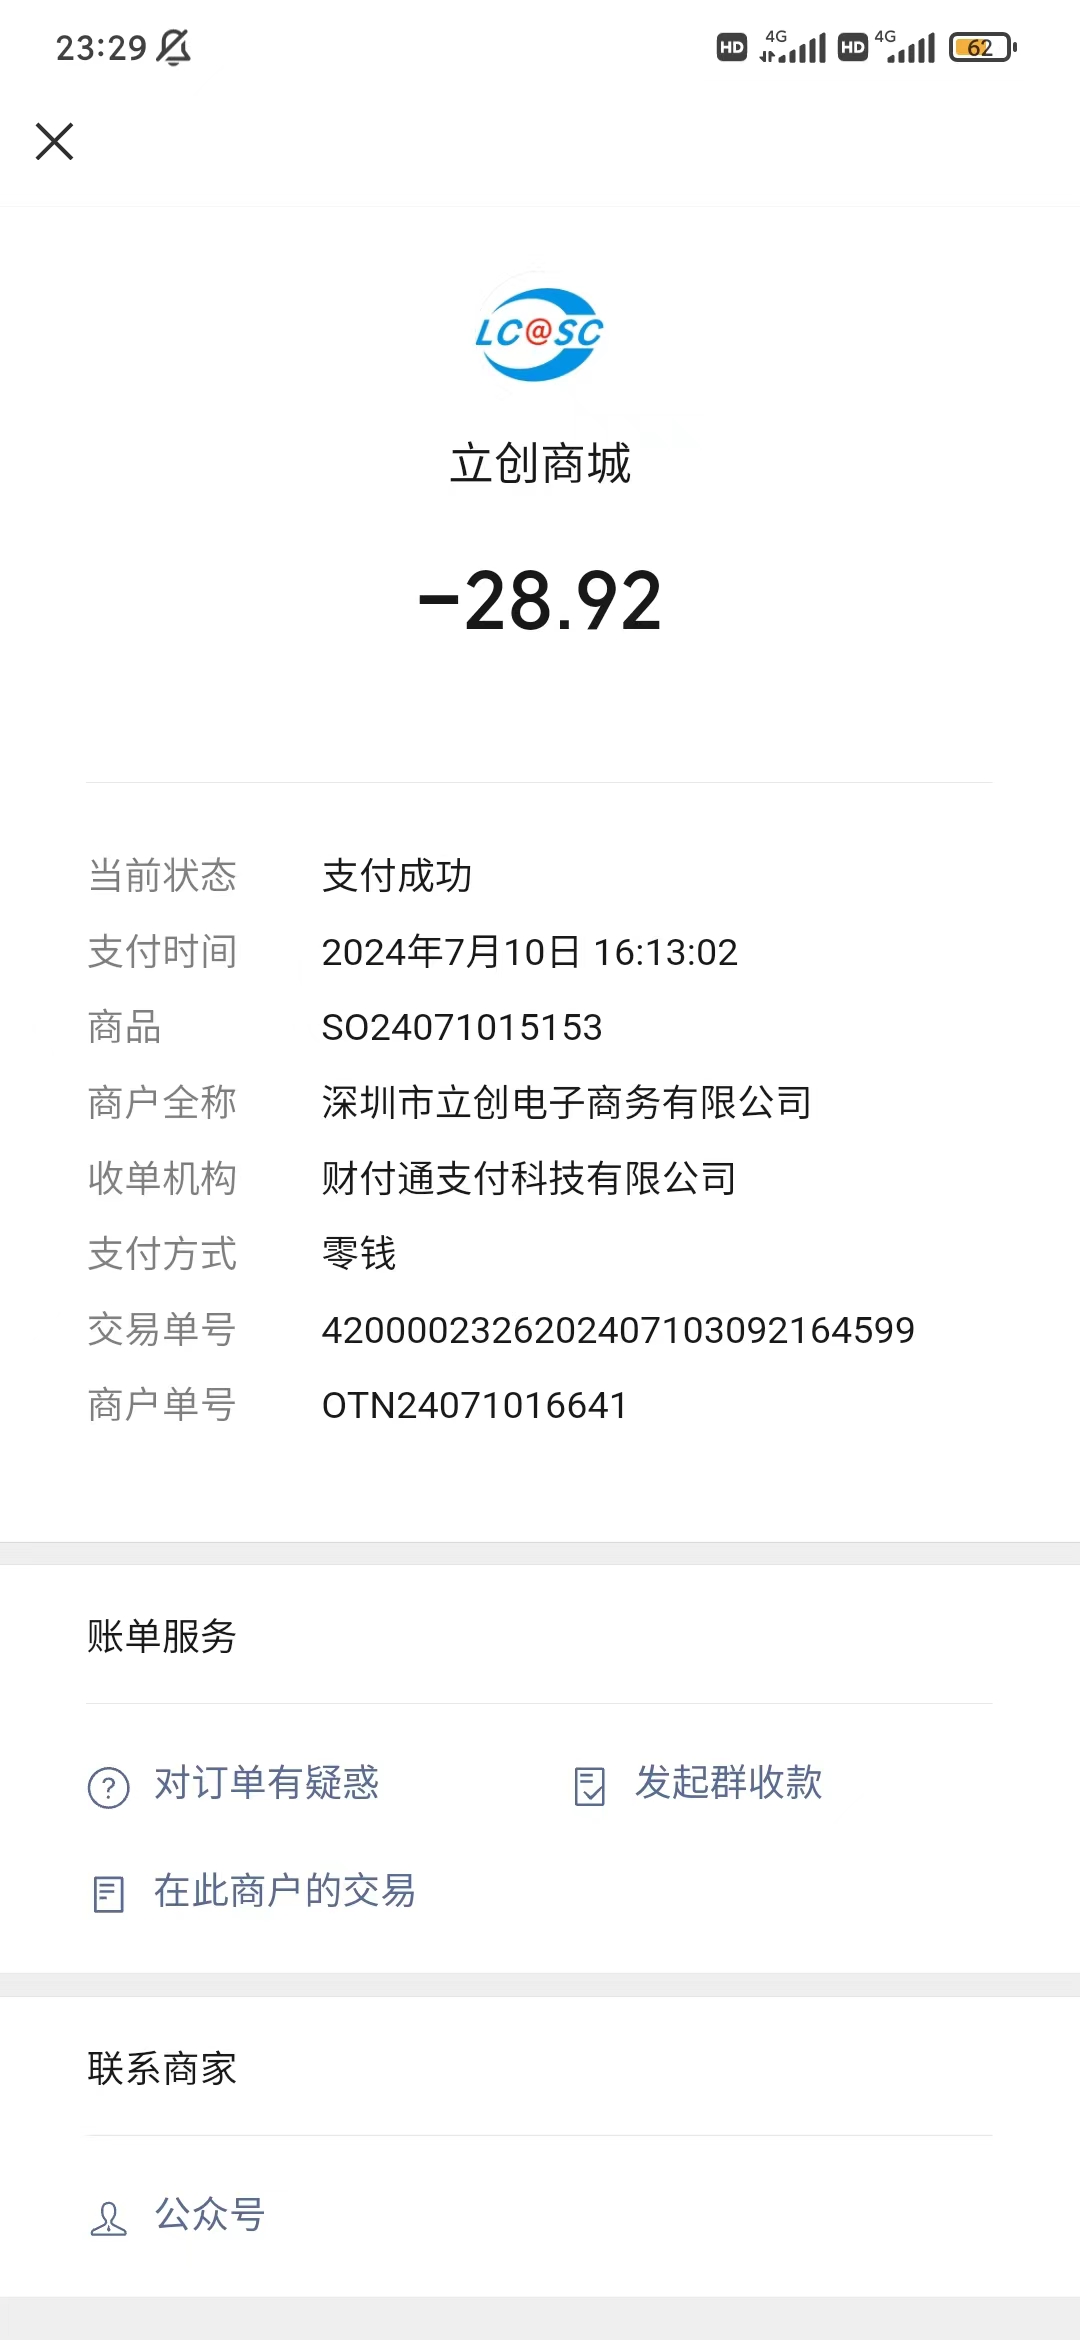 23:29 HD 4G HD 4G 62
LC@SC
立创商城
-28.92
当前状态 支付成功
支付时间 2024年7月10日 16:13:02
商品 SO24071015153
商户全称 深圳市立创电子商务有限公司
收单机构 财付通支付科技有限公司
支付方式 零钱
交易单号 4200002326202407103092164599
商户单号 OTN24071016641
账单服务
对订单有疑惑 发起群收款
在此商户的交易
联系商家
公众号